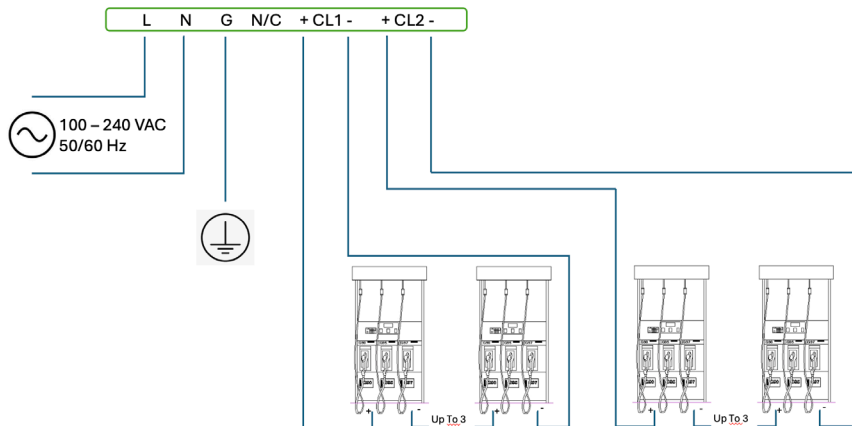 L N G N/C + CL1 - + CL2 -
100 – 240 VAC
50/60 Hz
+ - + - + - + -
Up To 3 Up To 3